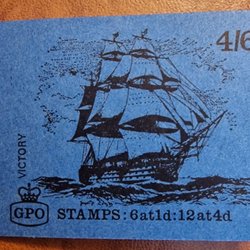 4/6
VICTORY
GPO
STAMPS: 6at1d:12at4d